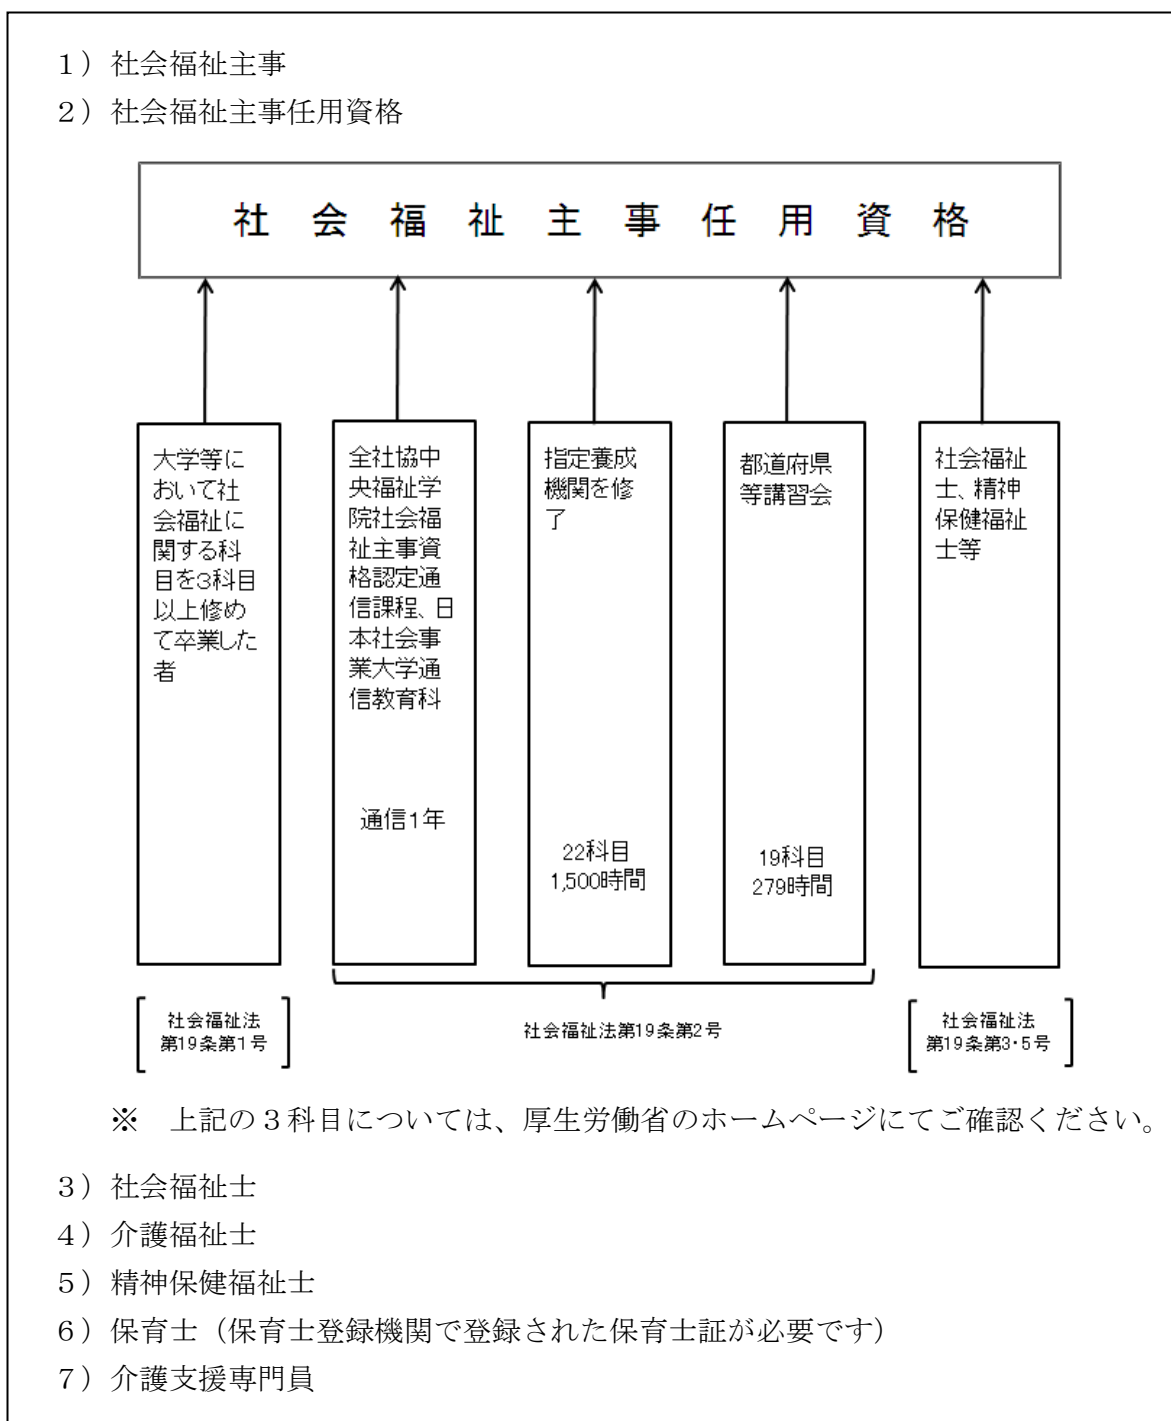 １）社会福祉主事
２）社会福祉主事任用資格
社会福祉主事任用資格
大学等に
おいて社
会福祉に
関する科
目を3科目
以上修め
て卒業した
者
全社協中
央福祉学
院社会福
祉主事資
格認定通
信課程、日
本社会事
業大学通
信教育科
通信1年
指定養成
機関を修
了
22科目
1,500時間
都道府県
等講習会
19科目
279時間
社会福祉
士、精神
保健福祉
士等
社会福祉法
第19条第1号
社会福祉法第19条第2号
社会福祉法
第19条第3・5号
※　上記の３科目については、厚生労働省のホームページにてご確認ください。
３）社会福祉士
４）介護福祉士
５）精神保健福祉士
６）保育士（保育士登録機関で登録された保育士証が必要です）
７）介護支援専門員